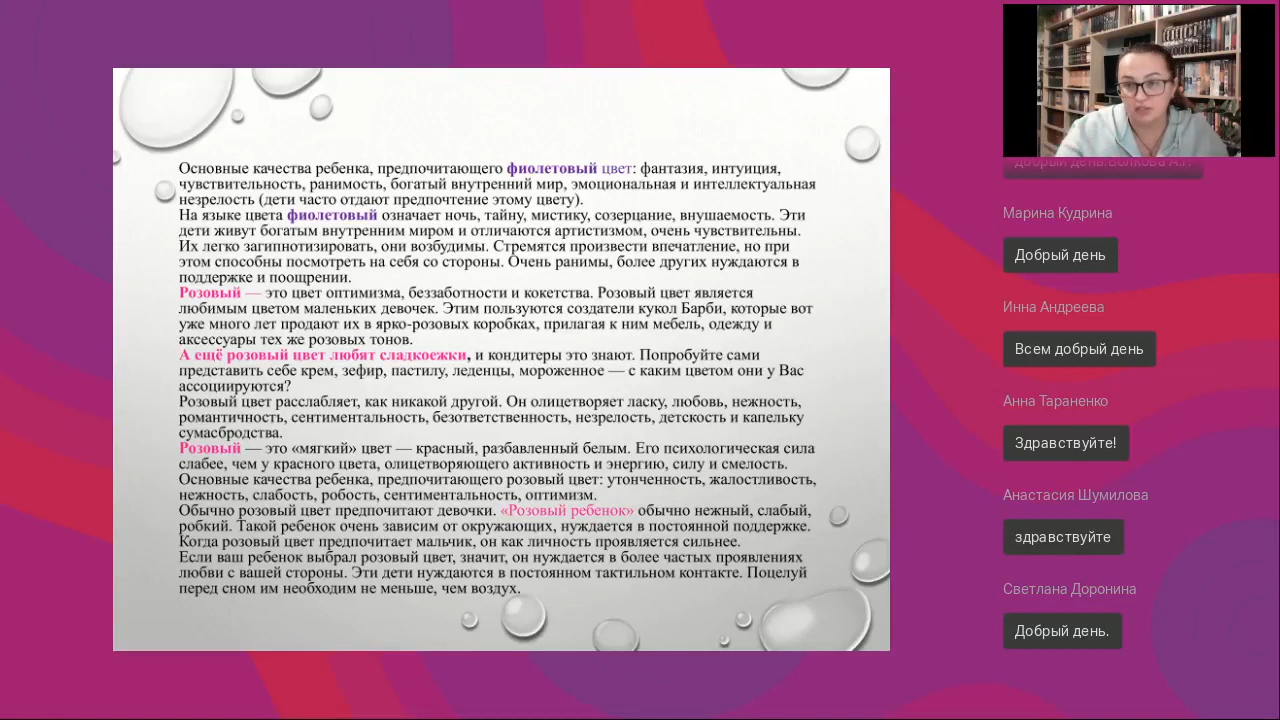 Основные качества ребенка, предпочитающего фиолетовый цвет: фантазия, интуиция,
чувствительность, ранимость, богатый внутренний мир, эмоциональная и интеллектуальная
незрелость (дети часто отдают предпочтение этому цвету).
На языке цвета фиолетовый означает ночь, тайну, мистику, созерцание, внушаемость. Эти
дети живут богатым внутренним миром и отличаются артистизмом, очень чувствительны.
Их легко загипнотизировать, они возбудимы. Стремятся произвести впечатление, но при
этом способны посмотреть на себя со стороны. Очень ранимы, более других нуждаются в
поддержке и поощрении.
Розовый — это цвет оптимизма, беззаботности и кокетства. Розовый цвет является
любимым цветом маленьких девочек. Этим пользуются создатели кукол Барби, которые вот
уже много лет продают их в ярко-розовых коробках, прилагая к ним мебель, одежду и
аксессуары тех же розовых тонов.
А ещё розовый цвет любят сладкоежки, и кондитеры это знают. Попробуйте сами
представить себе крем, зефир, пастилу, леденцы, мороженное — с каким цветом они у Вас
ассоциируются?
Розовый цвет расслабляет, как никакой другой. Он олицетворяет ласку, любовь, нежность,
романтичность, сентиментальность, безответственность, незрелость, детскость и капельку
сумасбродства.
Розовый — это «мягкий» цвет — красный, разбавленный белым. Его психологическая сила
слабее, чем у красного цвета, олицетворяющего активность и энергию, силу и смелость.
Основные качества ребенка, предпочитающего розовый цвет: утонченность, жалостливость,
нежность, слабость, робость, сентиментальность, оптимизм.
Обычно розовый цвет предпочитают девочки. «Розовый ребенок» обычно нежный, слабый,
робкий. Такой ребенок очень зависим от окружающих, нуждается в постоянной поддержке.
Когда розовый цвет предпочитает мальчик, он как личность проявляется сильнее.
Если ваш ребенок выбрал розовый цвет, значит, он нуждается в более частых проявлениях
любви с вашей стороны. Эти дети нуждаются в постоянном тактильном контакте. Поцелуй
перед сном им необходим не меньше, чем воздух.
добрый день.Волкова А.Г.
Марина Кудрина
Добрый день
Инна Андреева
Всем добрый день
Анна Тараненко
Здравствуйте!
Анастасия Шумилова
здравствуйте
Светлана Доронина
Добрый день.